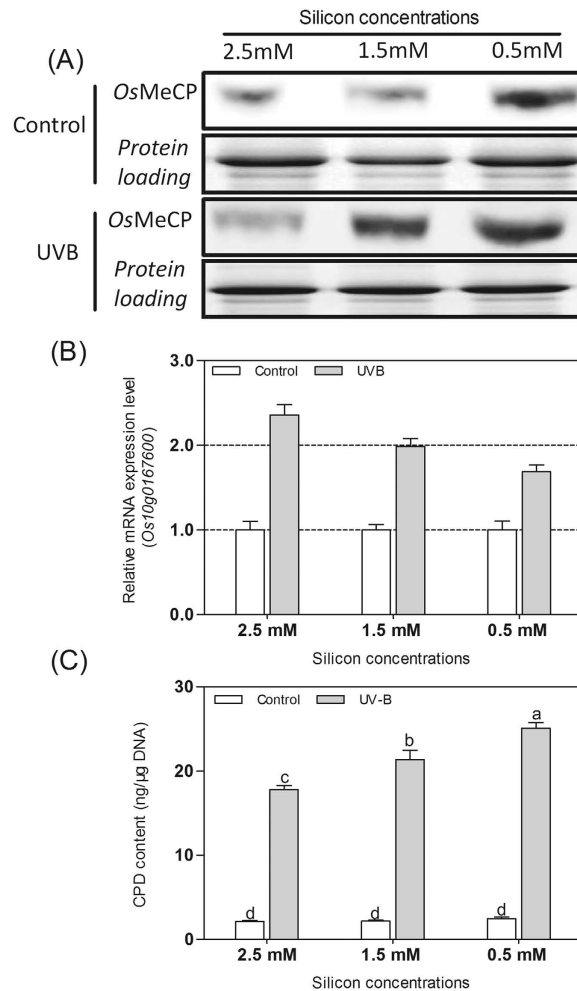 Silicon concentrations
(A) 2.5mM 1.5mM 0.5mM
OsMeCP
Control
Protein
loading
OsMeCP
UVB
Protein
loading
(B)
Control UVB
3.0
2.0
1.0
0.0
Relative mRNA expression level
(Os10g0167600)
2.5 mM 1.5 mM 0.5 mM
Silicon concentrations
(C)
Control UV-B
30
20
10
0
CPD content (ng/μg DNA)
d c d b d a
2.5 mM 1.5 mM 0.5 mM
Silicon concentrations